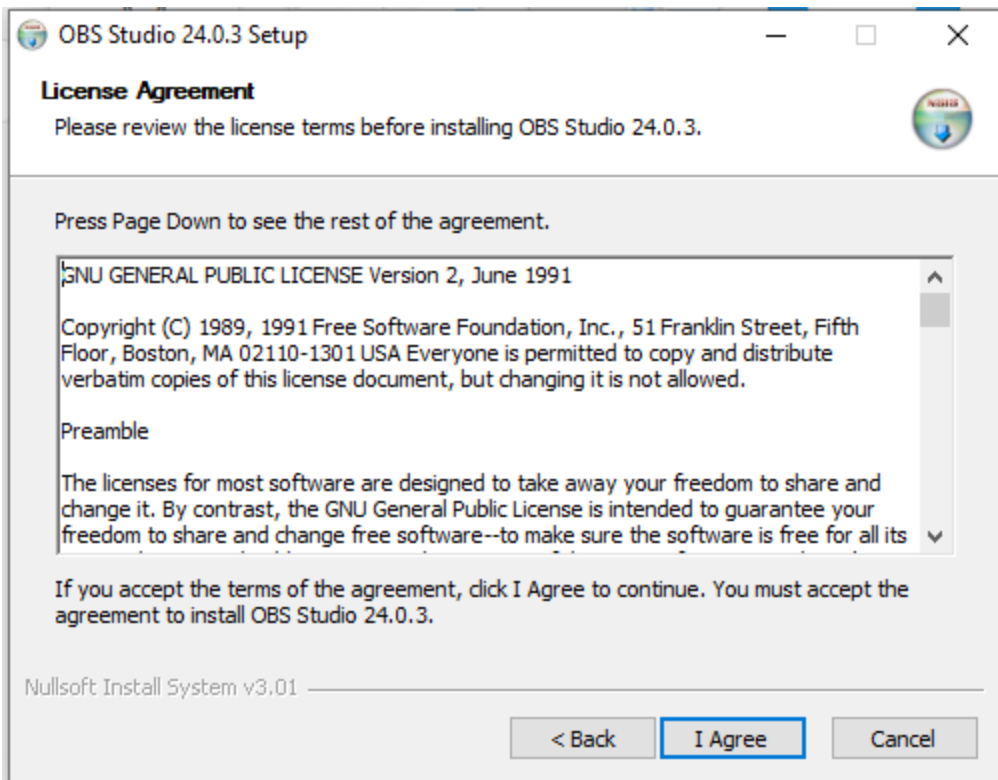 OBS Studio 24.0.3 Setup
License Agreement
Please review the license terms before installing OBS Studio 24.0.3.
Press Page Down to see the rest of the agreement.
GNU GENERAL PUBLIC LICENSE Version 2, June 1991
Copyright (C) 1989, 1991 Free Software Foundation, Inc., 51 Franklin Street, Fifth
Floor, Boston, MA 02110-1301 USA Everyone is permitted to copy and distribute
verbatim copies of this license document, but changing it is not allowed.
Preamble
The licenses for most software are designed to take away your freedom to share and
change it. By contrast, the GNU General Public License is intended to guarantee your
freedom to share and change free software--to make sure the software is free for all its
If you accept the terms of the agreement, click I Agree to continue. You must accept the
agreement to install OBS Studio 24.0.3.
Nullsoft Install System v3.01
< Back
I Agree
Cancel